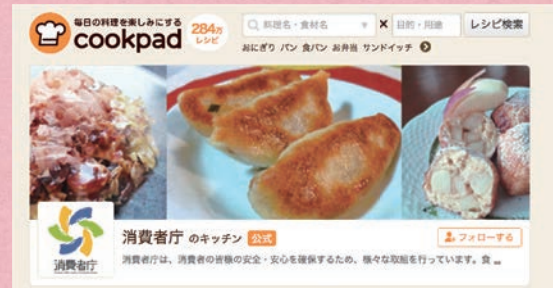 毎日の料理を楽しみにする
cookpad
284万
レシピ
料理名・食材名
×
目的・用途
レシピ検索
おにぎり パン 食パン お弁当 サンドイッチ
消費者庁 のキッチン 公式
フォローする
消費者庁
消費者庁は、消費者の皆様の安全・安心を確保するため、様々な取組を行っています。食 ...